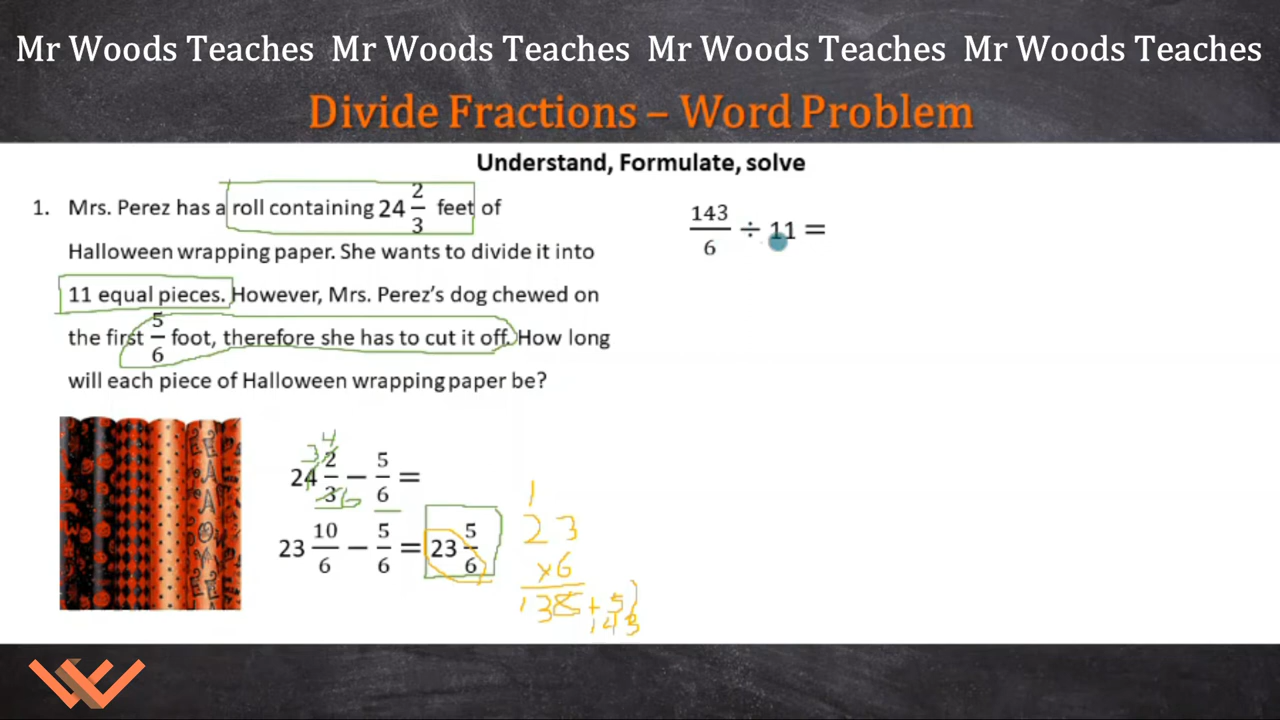 Mr Woods Teaches Mr Woods Teaches Mr Woods Teaches Mr Woods Teaches
Divide Fractions – Word Problem
Understand, Formulate, solve
1. Mrs. Perez has a roll containing 24 2/3 feet of
Halloween wrapping paper. She wants to divide it into
11 equal pieces. However, Mrs. Perez's dog chewed on
the first 5/6 foot, therefore she has to cut it off. How long
will each piece of Halloween wrapping paper be?
143/6 ÷ 11 =
3 4
24 2/3 6 − 5/6 =
23 10/6 − 5/6 = 23 5/6
1
23
x6
138 + 5
143